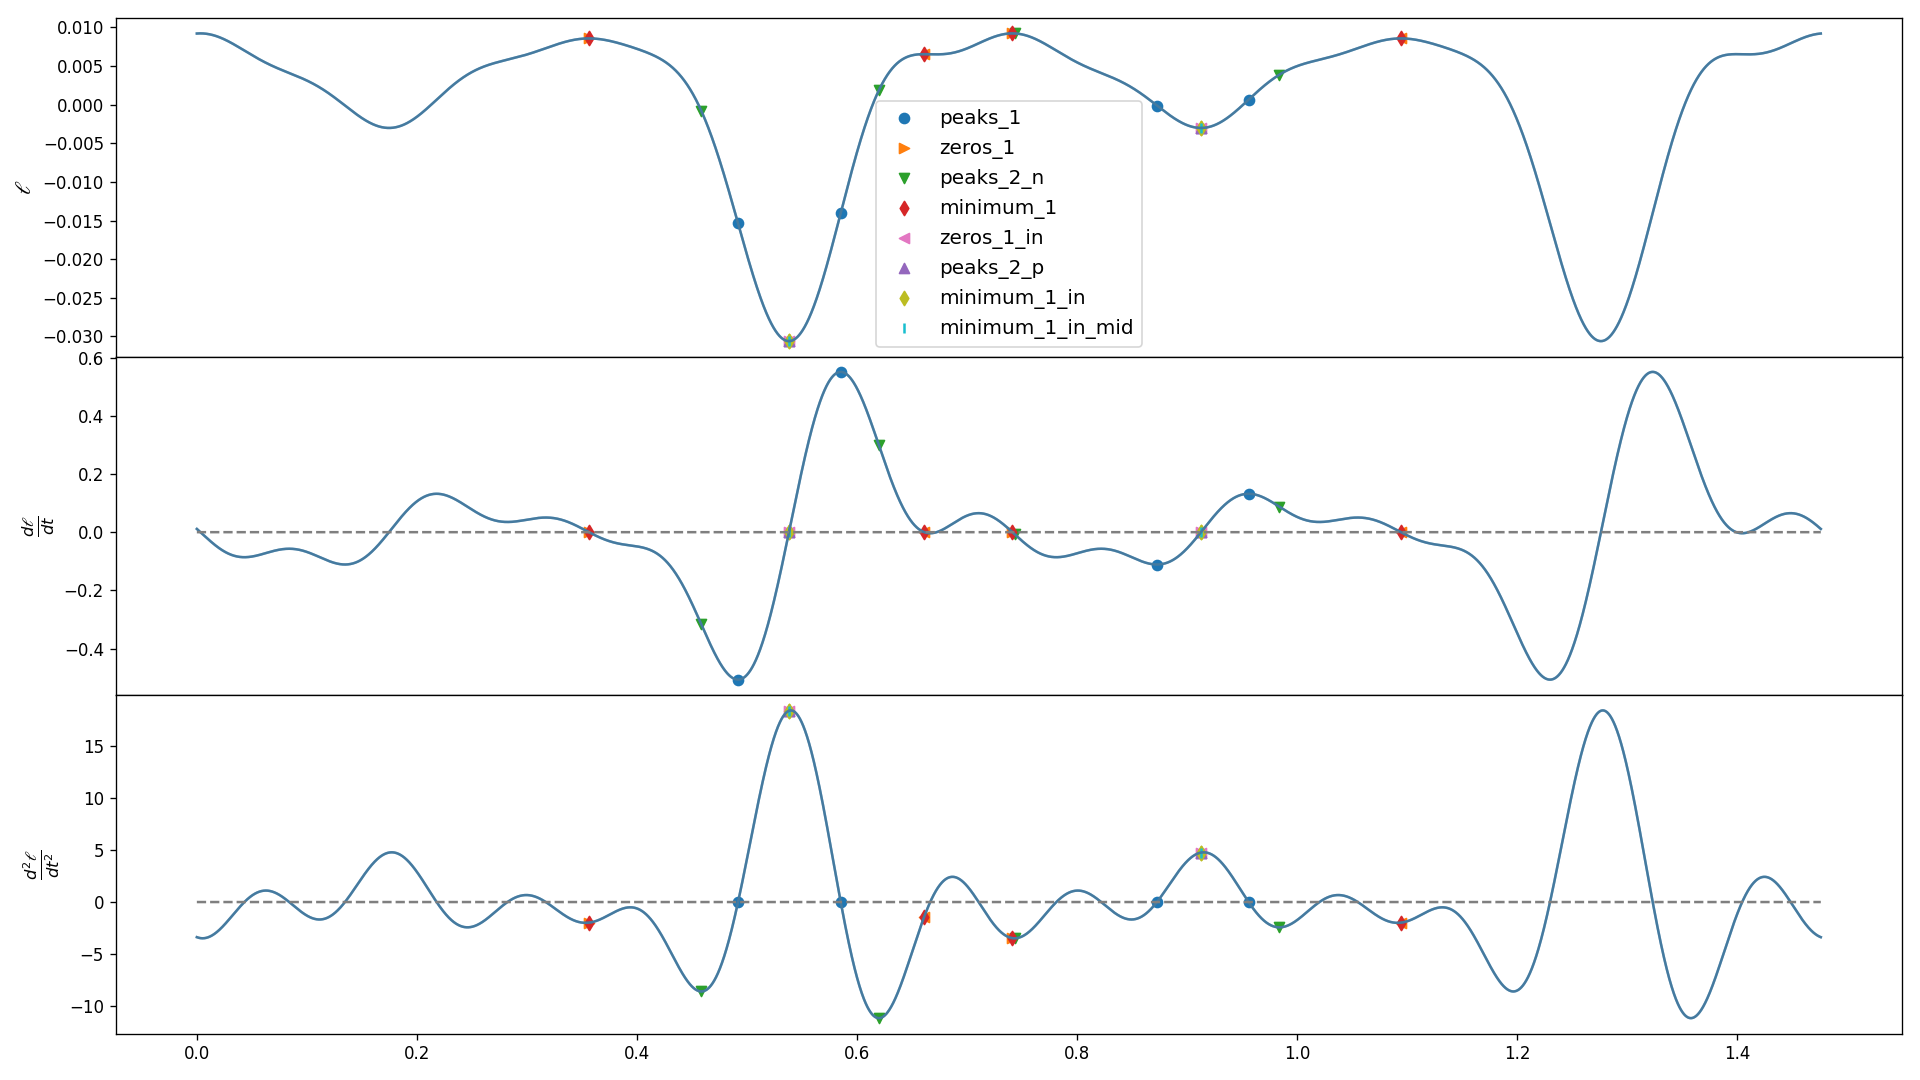 0.010
0.005
0.000
−0.005
−0.010
−0.015
−0.020
−0.025
−0.030
ℓ
peaks_1
zeros_1
peaks_2_n
minimum_1
zeros_1_in
peaks_2_p
minimum_1_in
minimum_1_in_mid
0.6
0.4
0.2
0.0
−0.2
−0.4
dℓ
dt
15
10
5
0
−5
−10
d²ℓ
dt²
0.0 0.2 0.4 0.6 0.8 1.0 1.2 1.4